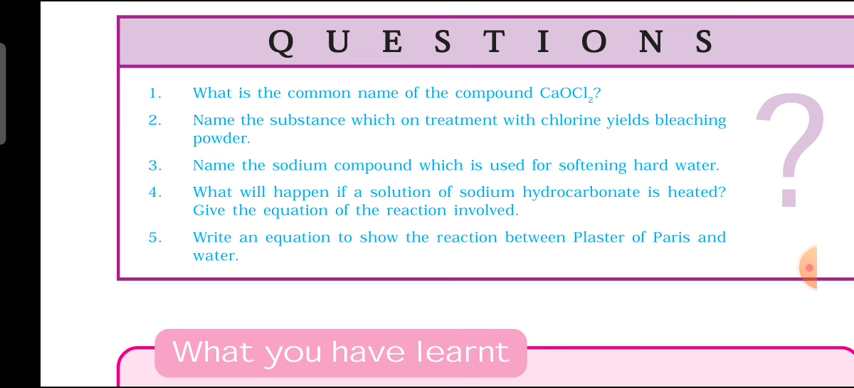 QUESTIONS
1. What is the common name of the compound CaOCl₂?
2. Name the substance which on treatment with chlorine yields bleaching
powder.
3. Name the sodium compound which is used for softening hard water.
4. What will happen if a solution of sodium hydrocarbonate is heated?
Give the equation of the reaction involved.
5. Write an equation to show the reaction between Plaster of Paris and
water.
?
What you have learnt